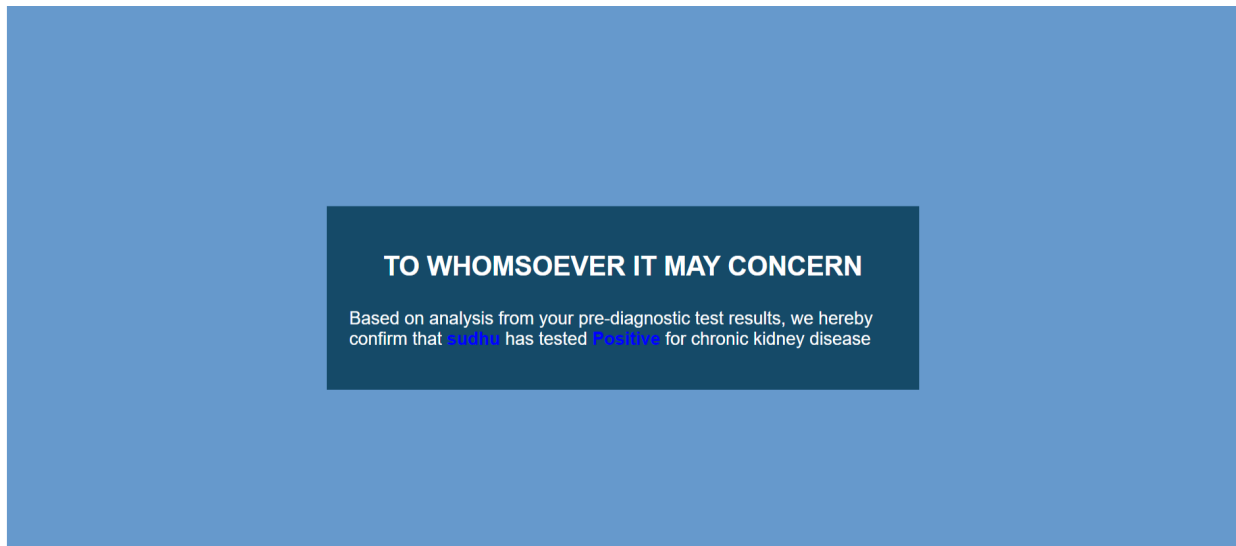 TO WHOMSOEVER IT MAY CONCERN
Based on analysis from your pre-diagnostic test results, we hereby
confirm that sudhu has tested Positive for chronic kidney disease